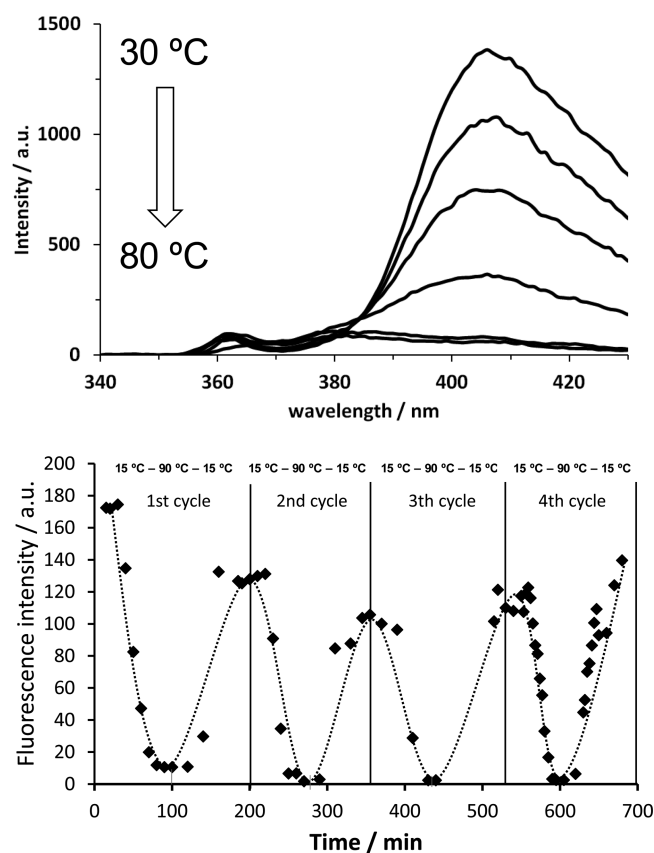 1500
1000
500
0
Intensity / a.u.
30 ºC
80 ºC
340 360 380 400 420
wavelength / nm
200
180
160
140
120
100
80
60
40
20
0
Fluorescence intensity / a.u.
15 ºC – 90 ºC – 15 ºC 15 ºC – 90 ºC – 15 ºC 15 ºC – 90 ºC – 15 ºC 15 ºC – 90 ºC – 15 ºC
1st cycle 2nd cycle 3th cycle 4th cycle
0 100 200 300 400 500 600 700
Time / min